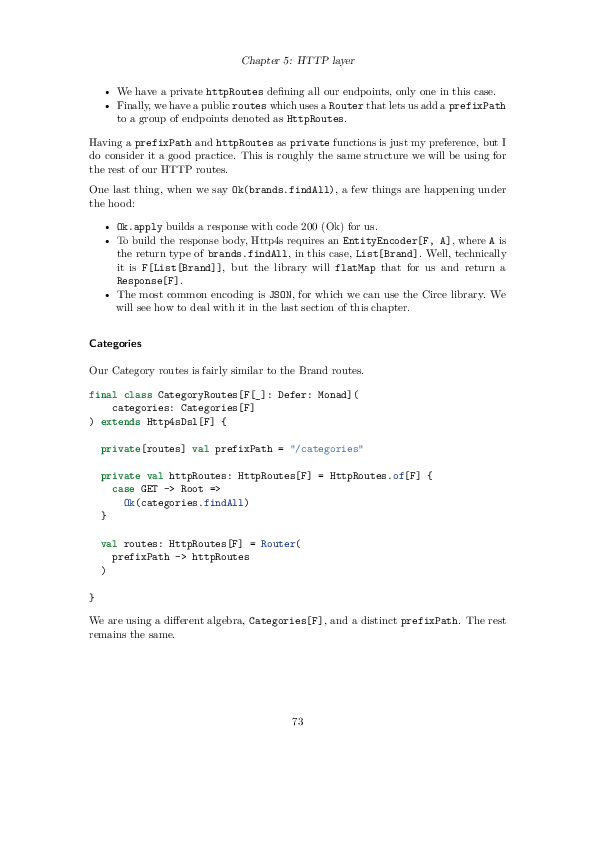 Chapter 5: HTTP layer
• We have a private httpRoutes defining all our endpoints, only one in this case.
• Finally, we have a public routes which uses a Router that lets us add a prefixPath
to a group of endpoints denoted as HttpRoutes.
Having a prefixPath and httpRoutes as private functions is just my preference, but I
do consider it a good practice. This is roughly the same structure we will be using for
the rest of our HTTP routes.
One last thing, when we say Ok(brands.findAll), a few things are happening under
the hood:
• Ok.apply builds a response with code 200 (Ok) for us.
• To build the response body, Http4s requires an EntityEncoder[F, A], where A is
the return type of brands.findAll, in this case, List[Brand]. Well, technically
it is F[List[Brand]], but the library will flatMap that for us and return a
Response[F].
• The most common encoding is JSON, for which we can use the Circe library. We
will see how to deal with it in the last section of this chapter.
Categories
Our Category routes is fairly similar to the Brand routes.
final class CategoryRoutes[F[_]: Defer: Monad](
    categories: Categories[F]
) extends Http4sDsl[F] {
  private[routes] val prefixPath = "/categories"
  private val httpRoutes: HttpRoutes[F] = HttpRoutes.of[F] {
    case GET -> Root =>
      Ok(categories.findAll)
  }
  val routes: HttpRoutes[F] = Router(
    prefixPath -> httpRoutes
  )
}
We are using a different algebra, Categories[F], and a distinct prefixPath. The rest
remains the same.
73